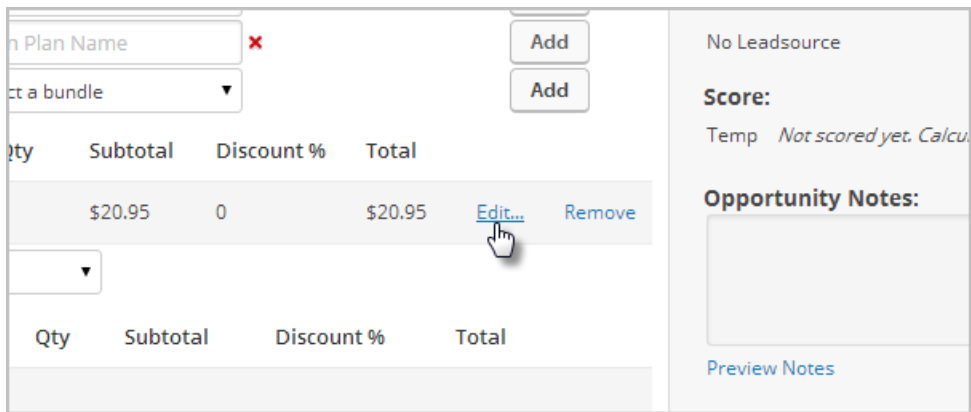 n Plan Name
Add
ct a bundle
Add
Qty Subtotal Discount % Total
$20.95 0 $20.95 Edit... Remove
Qty Subtotal Discount % Total
No Leadsource
Score:
Temp Not scored yet. Calcu
Opportunity Notes:
Preview Notes